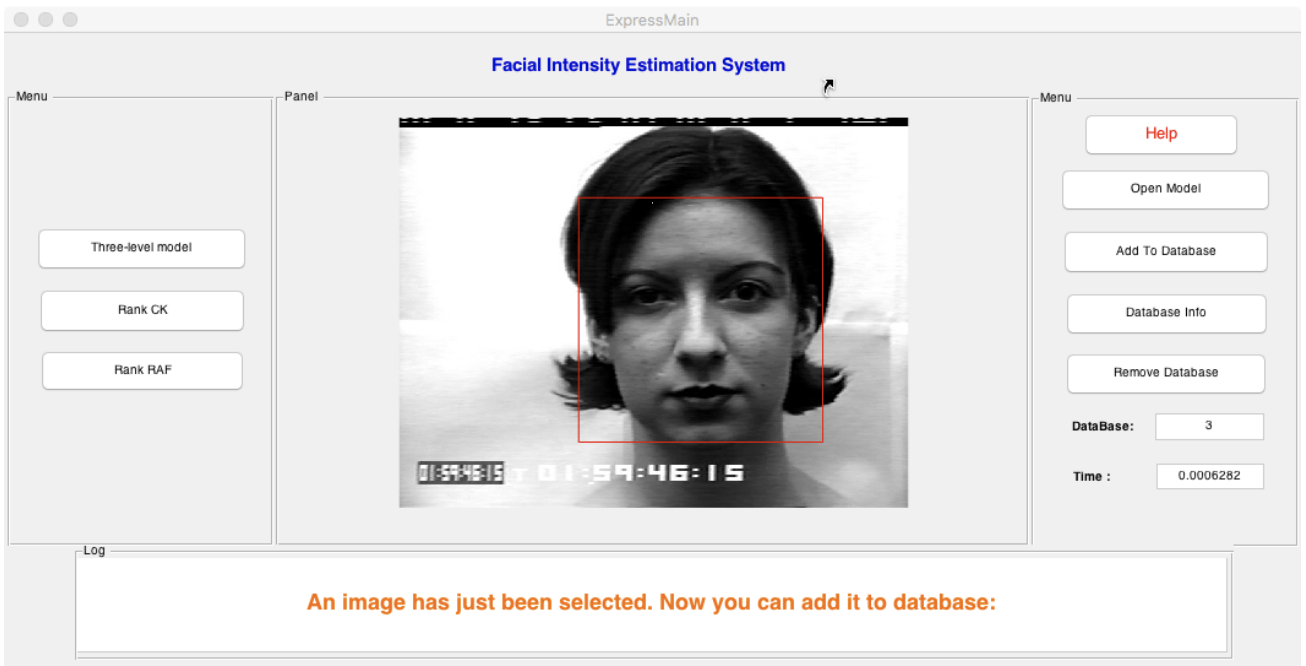 ExpressMain
Facial Intensity Estimation System
Menu
Three-level model
Rank CK
Rank RAF
Panel
01:59:46:15
01:59:46:15
Menu
Help
Open Model
Add To Database
Database Info
Remove Database
DataBase: 3
Time : 0.0006282
Log
An image has just been selected. Now you can add it to database: